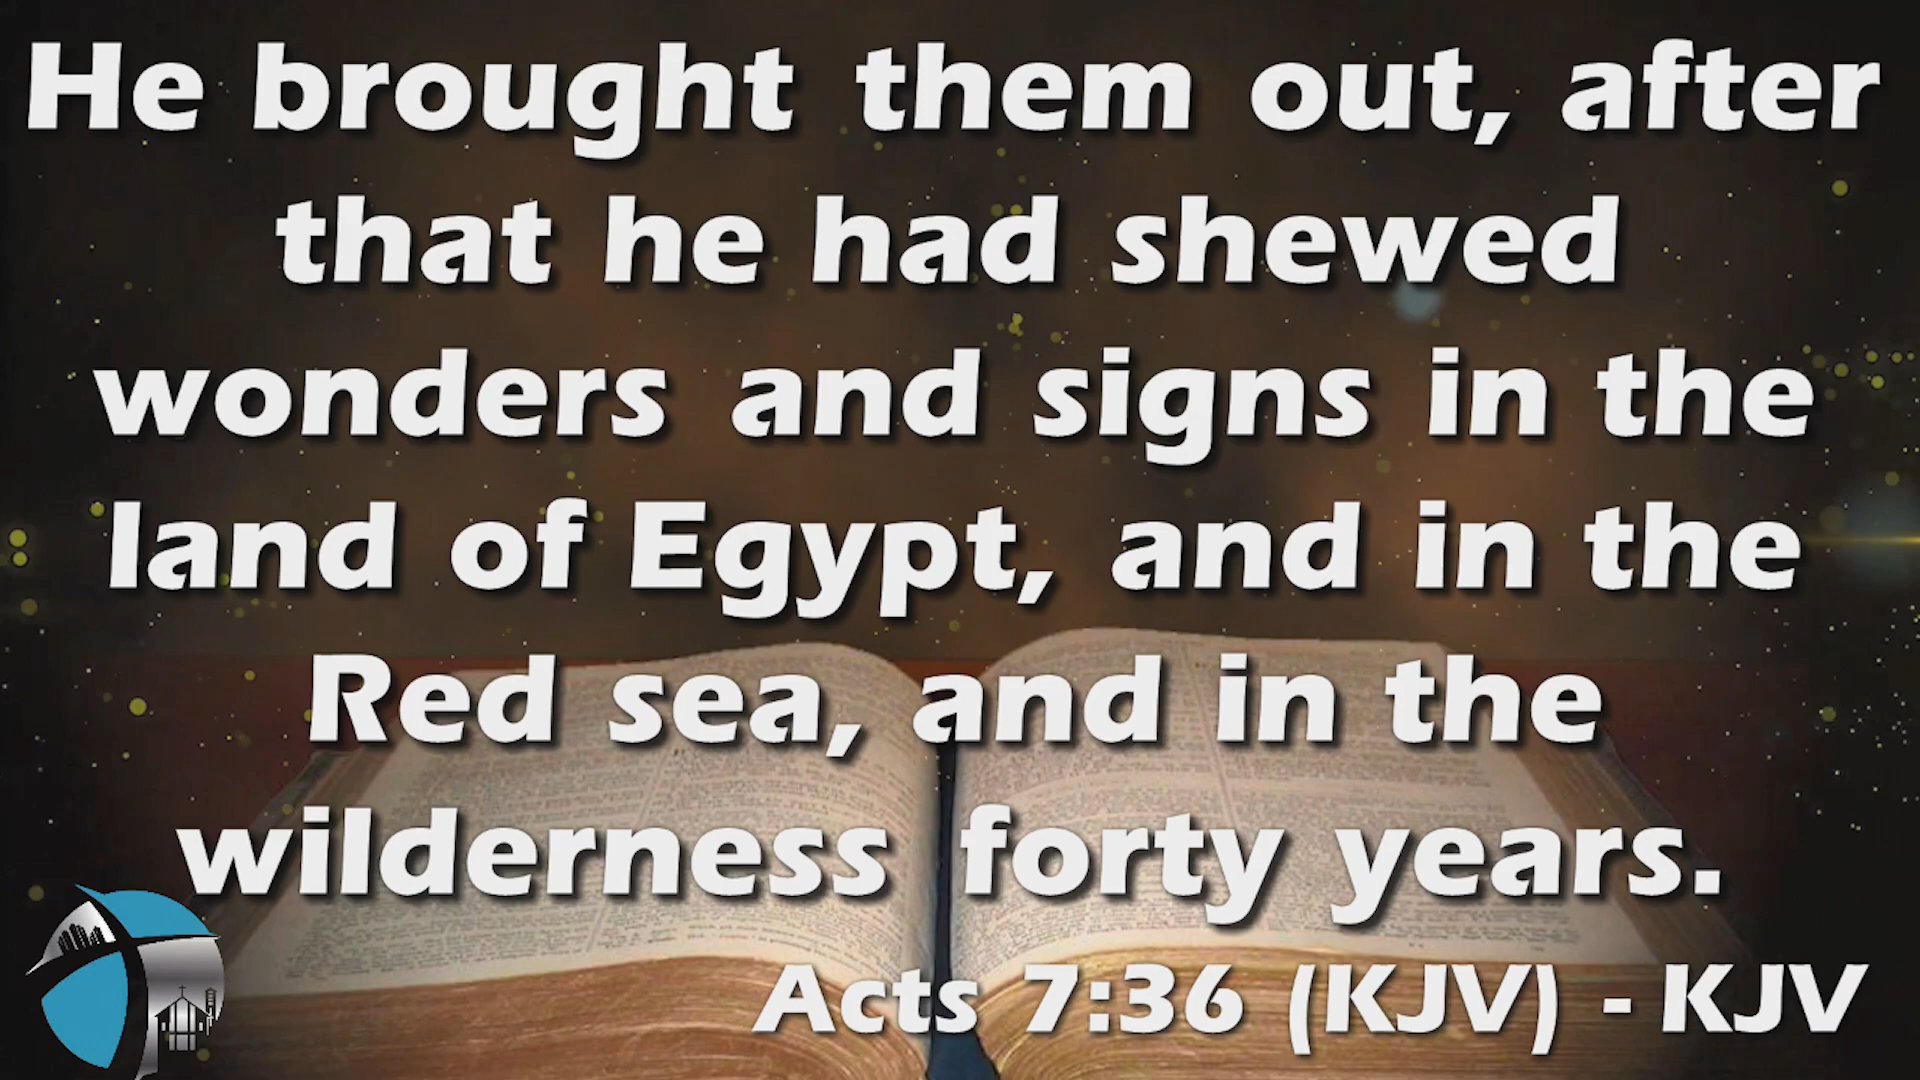 He brought them out, after
that he had shewed
wonders and signs in the
land of Egypt, and in the
Red sea, and in the
wilderness forty years.
Acts 7:36 (KJV) - KJV